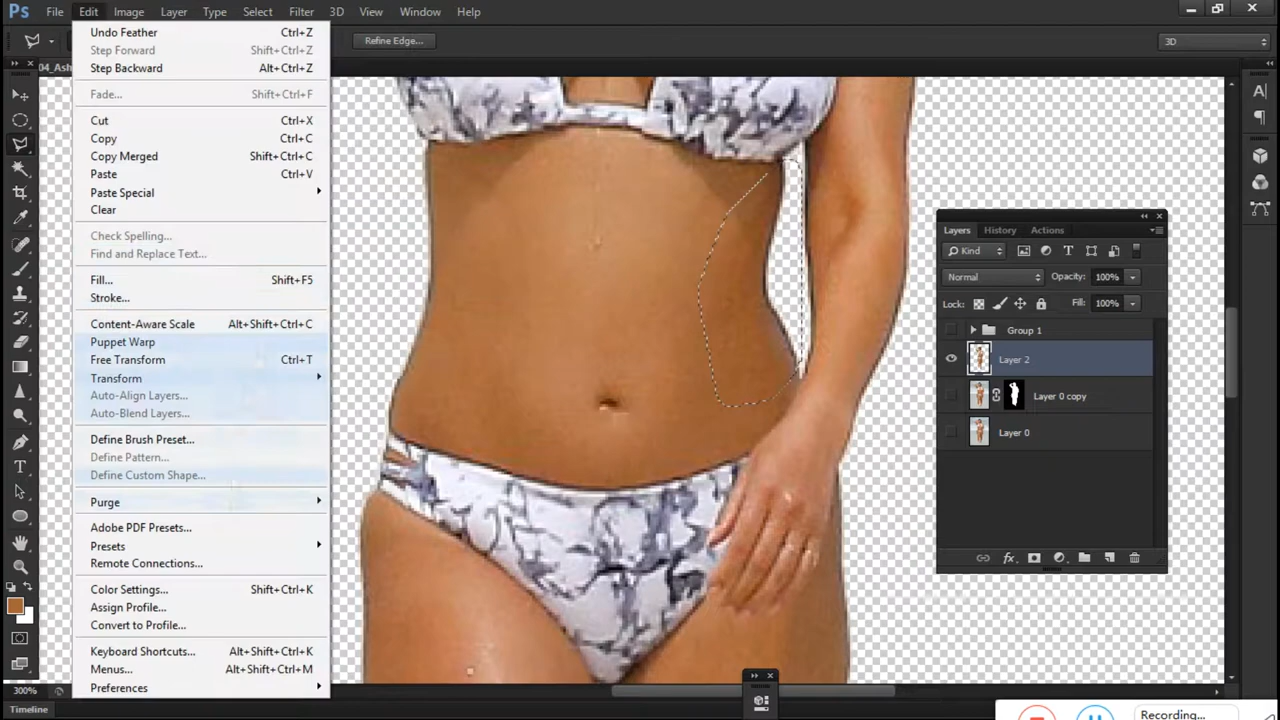 Ps File Edit Image Layer Type Select Filter 3D View Window Help
Refine Edge...
3D
04_Ash
Undo Feather Ctrl+Z
Step Forward Shift+Ctrl+Z
Step Backward Alt+Ctrl+Z
Fade... Shift+Ctrl+F
Cut Ctrl+X
Copy Ctrl+C
Copy Merged Shift+Ctrl+C
Paste Ctrl+V
Paste Special
Clear
Check Spelling...
Find and Replace Text...
Fill... Shift+F5
Stroke...
Content-Aware Scale Alt+Shift+Ctrl+C
Puppet Warp
Free Transform Ctrl+T
Transform
Auto-Align Layers...
Auto-Blend Layers...
Define Brush Preset...
Define Pattern...
Define Custom Shape...
Purge
Adobe PDF Presets...
Presets
Remote Connections...
Color Settings... Shift+Ctrl+K
Assign Profile...
Convert to Profile...
Keyboard Shortcuts... Alt+Shift+Ctrl+K
Menus... Alt+Shift+Ctrl+M
Preferences
Layers History Actions
Kind
Normal Opacity: 100%
Lock: Fill: 100%
Group 1
Layer 2
Layer 0 copy
Layer 0
300%
Timeline
Recording...